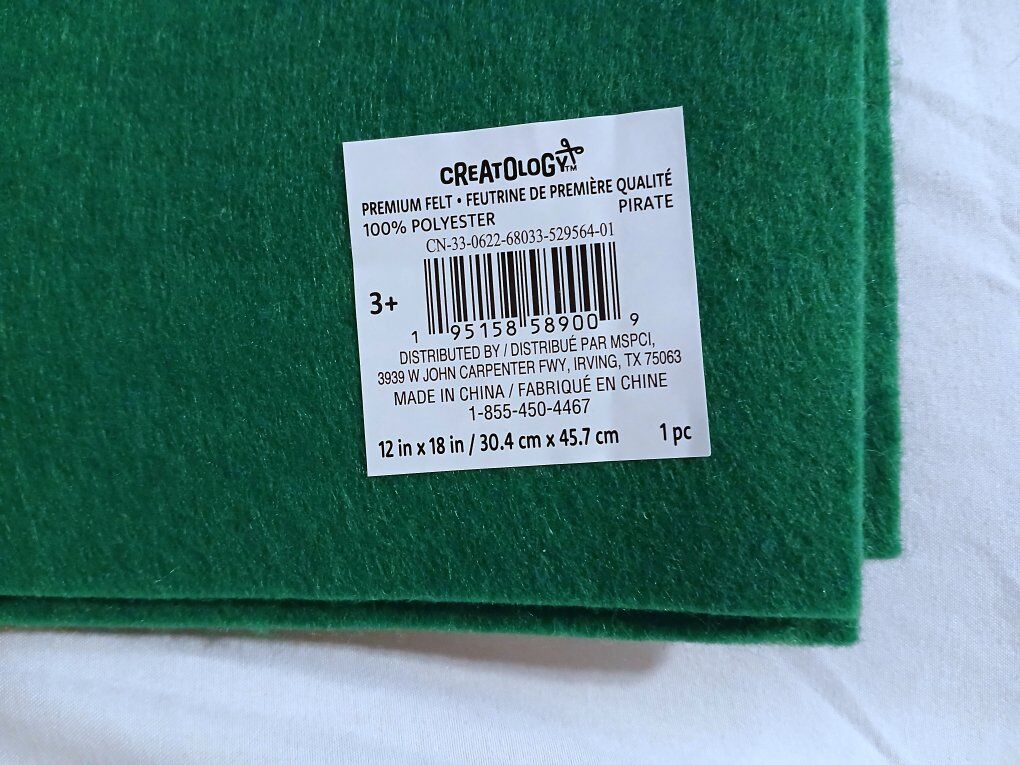 CREATOLOGY™
PREMIUM FELT • FEUTRINE DE PREMIÈRE QUALITÉ
100% POLYESTER PIRATE
CN-33-0622-68033-529564-01
3+
1 95158 58900 9
DISTRIBUTED BY / DISTRIBUÉ PAR MSPCI,
3939 W JOHN CARPENTER FWY, IRVING, TX 75063
MADE IN CHINA / FABRIQUÉ EN CHINE
1-855-450-4467
12 in x 18 in / 30.4 cm x 45.7 cm 1 pc